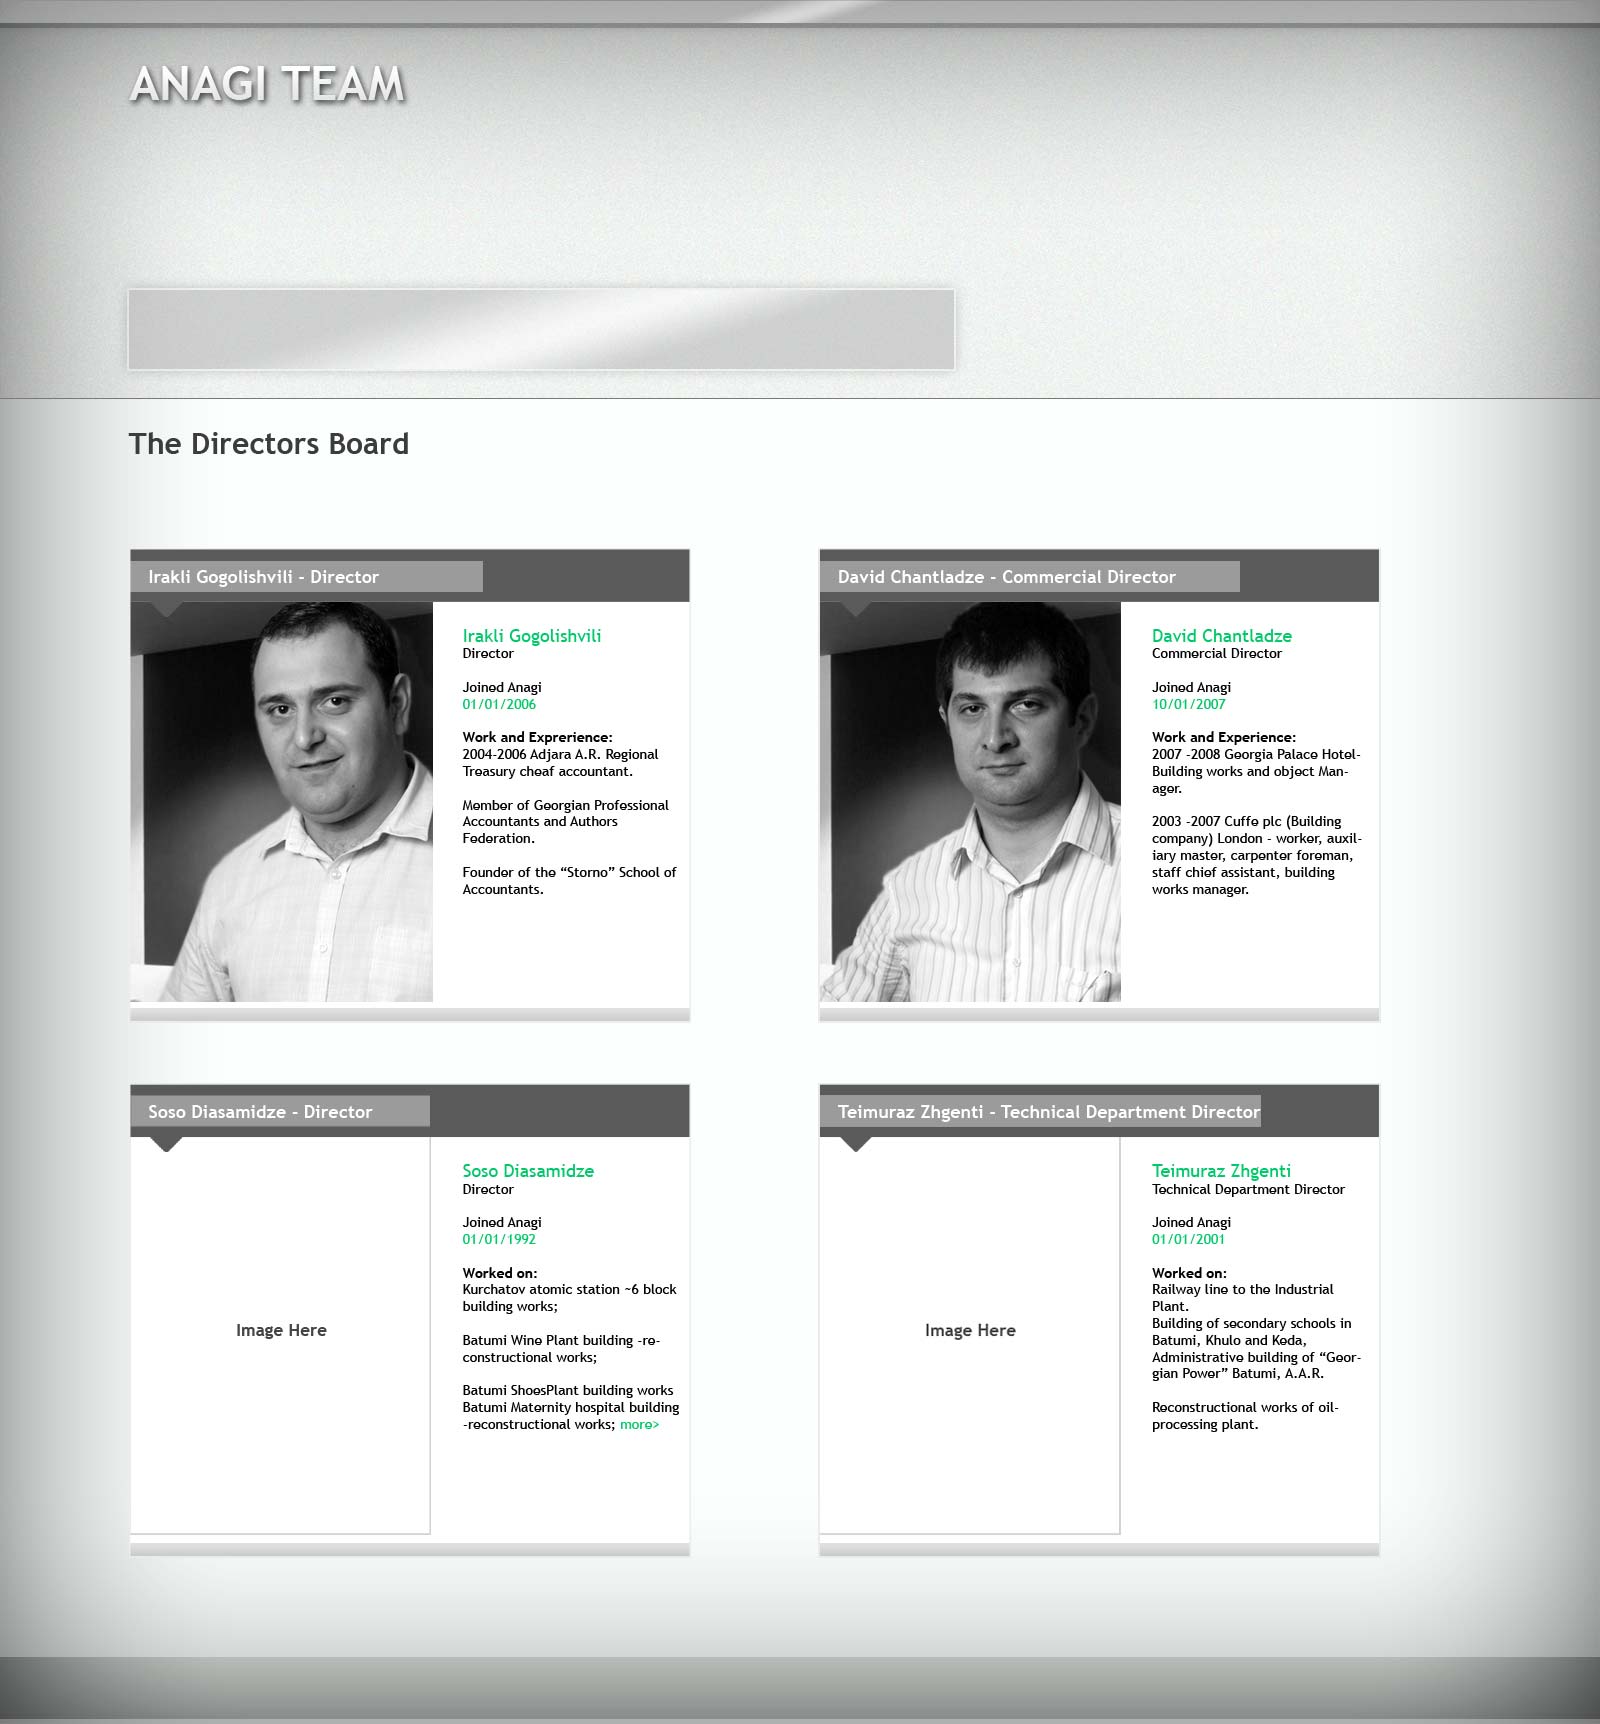 ANAGI TEAM
The Directors Board
Irakli Gogolishvili - Director
Irakli Gogolishvili
Director
Joined Anagi
01/01/2006
Work and Exprerience:
2004-2006 Adjara A.R. Regional
Treasury cheaf accountant.
Member of Georgian Professional
Accountants and Authors
Federation.
Founder of the “Storno” School of
Accountants.
David Chantladze - Commercial Director
David Chantladze
Commercial Director
Joined Anagi
10/01/2007
Work and Experience:
2007 -2008 Georgia Palace Hotel-
Building works and object Man-
ager.
2003 -2007 Cuffe plc (Building
company) London - worker, auxil-
iary master, carpenter foreman,
staff chief assistant, building
works manager.
Soso Diasamidze - Director
Image Here
Soso Diasamidze
Director
Joined Anagi
01/01/1992
Worked on:
Kurchatov atomic station ~6 block
building works;
Batumi Wine Plant building -re-
constructional works;
Batumi ShoesPlant building works
Batumi Maternity hospital building
-reconstructional works; more>
Teimuraz Zhgenti - Technical Department Director
Image Here
Teimuraz Zhgenti
Technical Department Director
Joined Anagi
01/01/2001
Worked on:
Railway line to the Industrial
Plant.
Building of secondary schools in
Batumi, Khulo and Keda,
Administrative building of “Geor-
gian Power” Batumi, A.A.R.
Reconstructional works of oil-
processing plant.